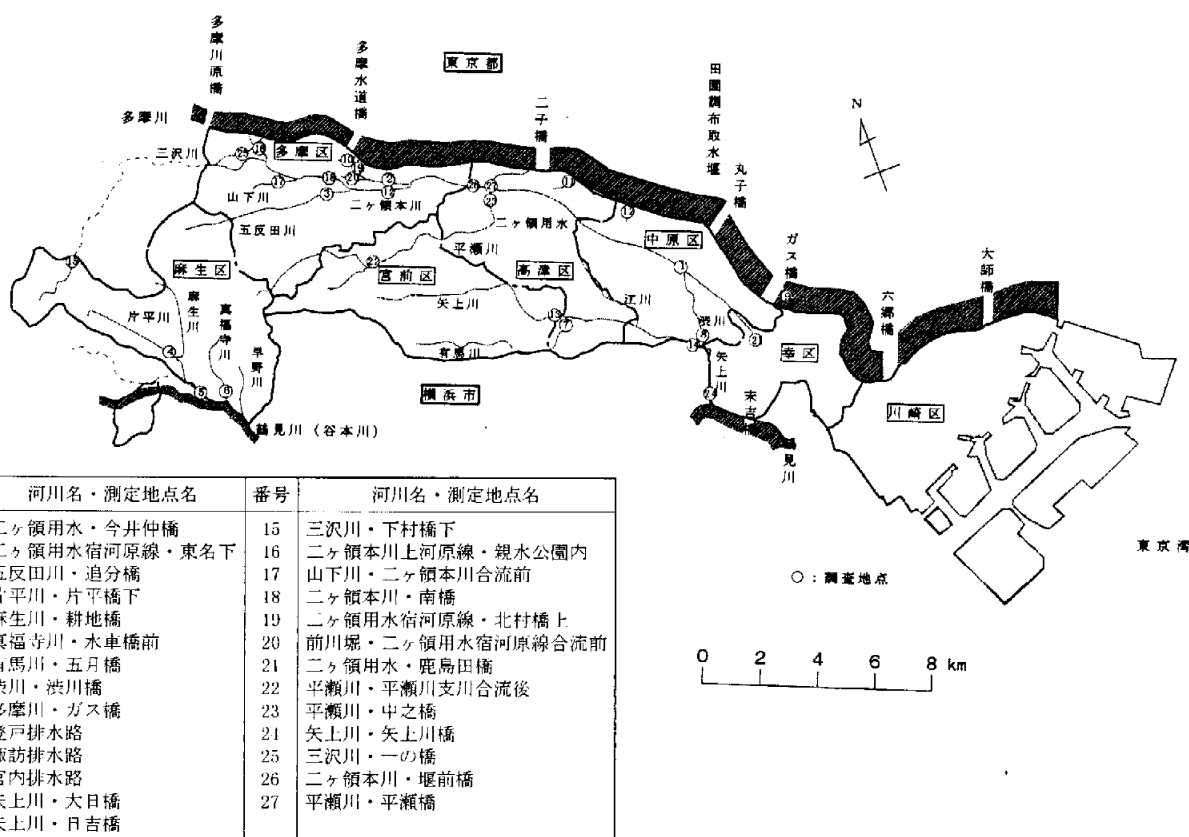 多摩川原橋
多摩水道橋
東京都
二子橋
田園調布取水堰
丸子橋
ガス橋
六郷橋
大師橋
N
多摩川
三沢川
多摩区
山下川
二ヶ領本川
五反田川
二ヶ領用水
平瀬川
中原区
麻生区
宮前区
高津区
矢上川
江川
渋川
片平川
麻生川
真福寺川
早野川
有馬川
矢上川
幸区
横浜市
川崎区
鶴見川(谷本川)
鶴見川
東京湾
○:調査地点
0 2 4 6 8 km
河川名・測定地点名 番号 河川名・測定地点名
二ヶ領用水・今井仲橋 15 三沢川・下村橋下
二ヶ領用水宿河原線・東名下 16 二ヶ領本川上河原線・親水公園内
五反田川・追分橋 17 山下川・二ヶ領本川合流前
片平川・片平橋下 18 二ヶ領本川・南橋
麻生川・耕地橋 19 二ヶ領用水宿河原線・北村橋上
真福寺川・水車橋前 20 前川堀・二ヶ領用水宿河原線合流前
有馬川・五月橋 21 二ヶ領用水・鹿島田橋
渋川・渋川橋 22 平瀬川・平瀬川支川合流後
多摩川・ガス橋 23 平瀬川・中之橋
登戸排水路 24 矢上川・矢上川橋
諏訪排水路 25 三沢川・一の橋
宮内排水路 26 二ヶ領本川・堰前橋
矢上川・大日橋 27 平瀬川・平瀬橋
矢上川・日吉橋